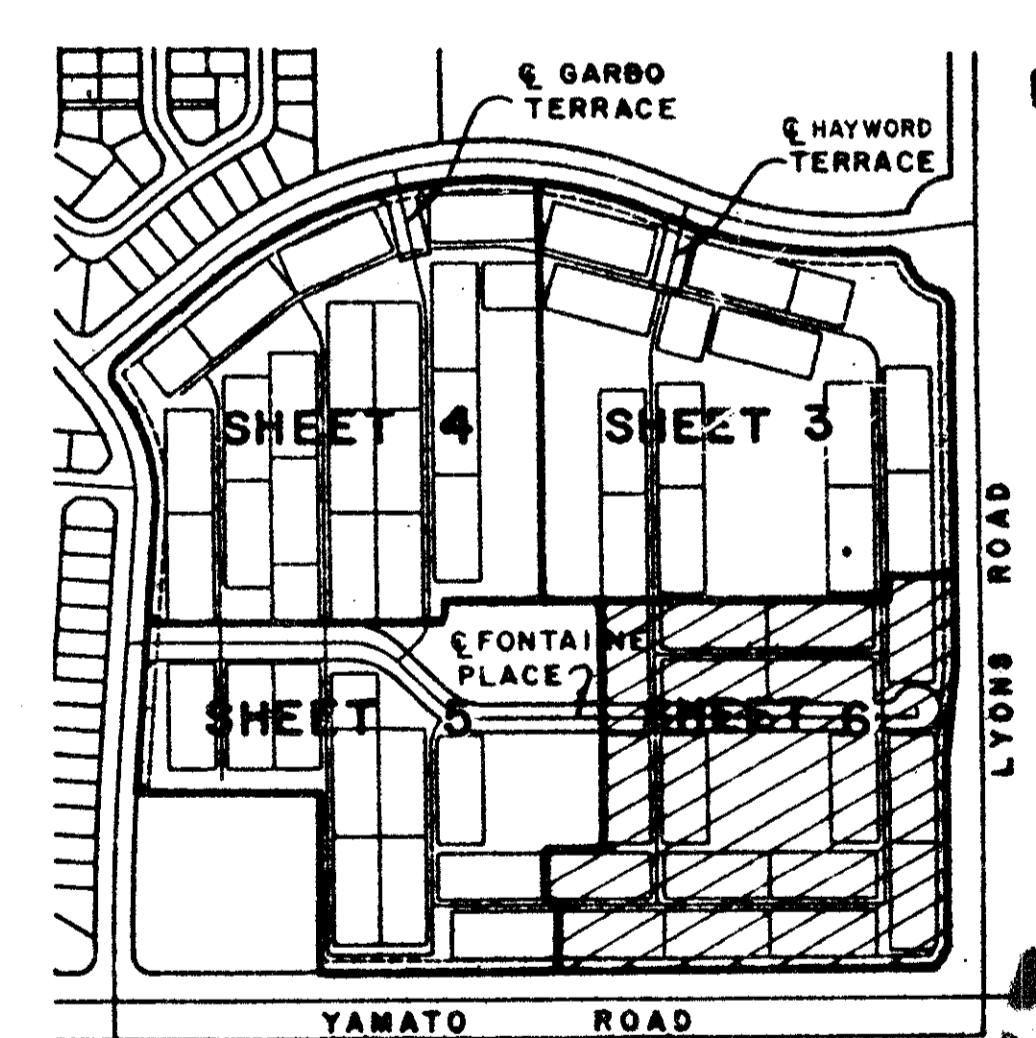 ℄ GARBO
TERRACE
℄ HAYWORD
TERRACE
SHEET 4
SHEET 3
℄ FONTAINE
PLACE
SHEET 5
SHEET 6
LYONS ROAD
YAMATO ROAD